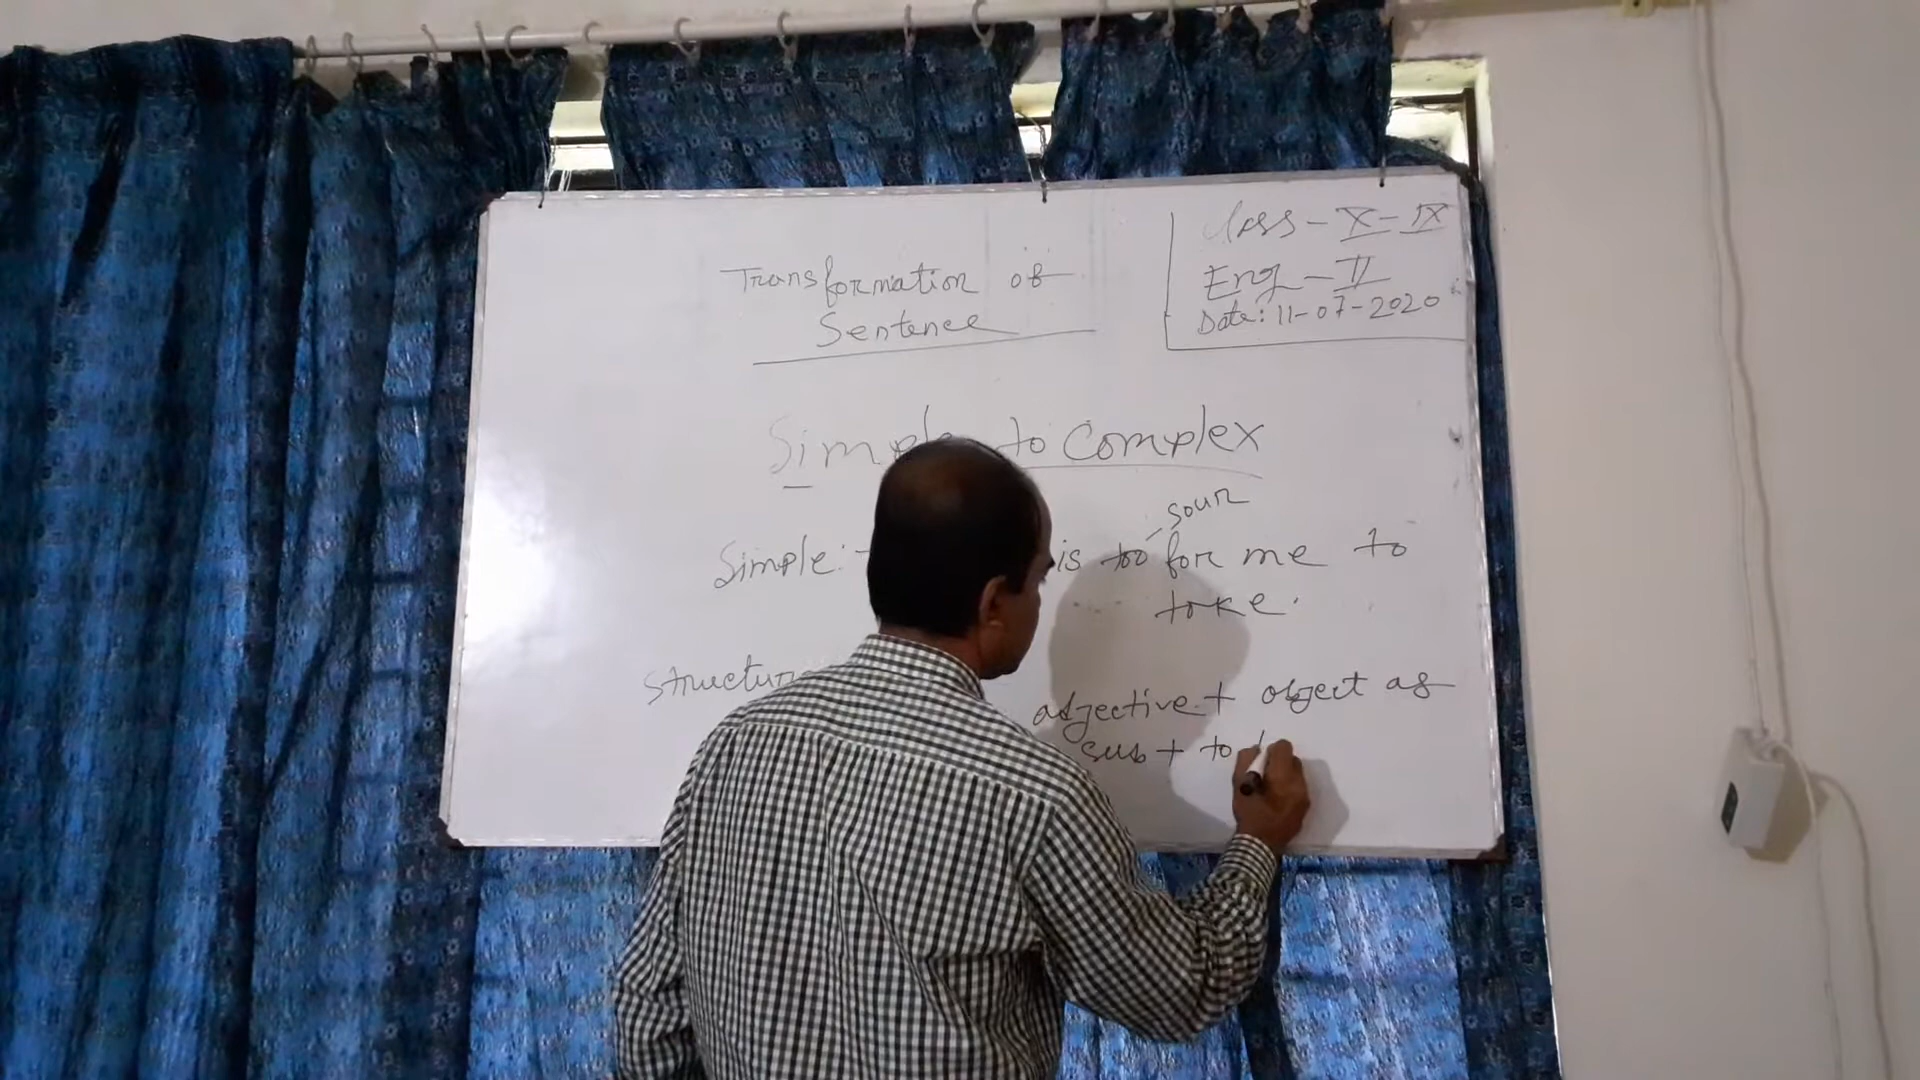 Transformation of
Sentence
Class - X - IX
Eng - II
Date: 11-07-2020
Simple to Complex
sour
Simple: is too for me to
take.
structure
adjective + object as
sub + to